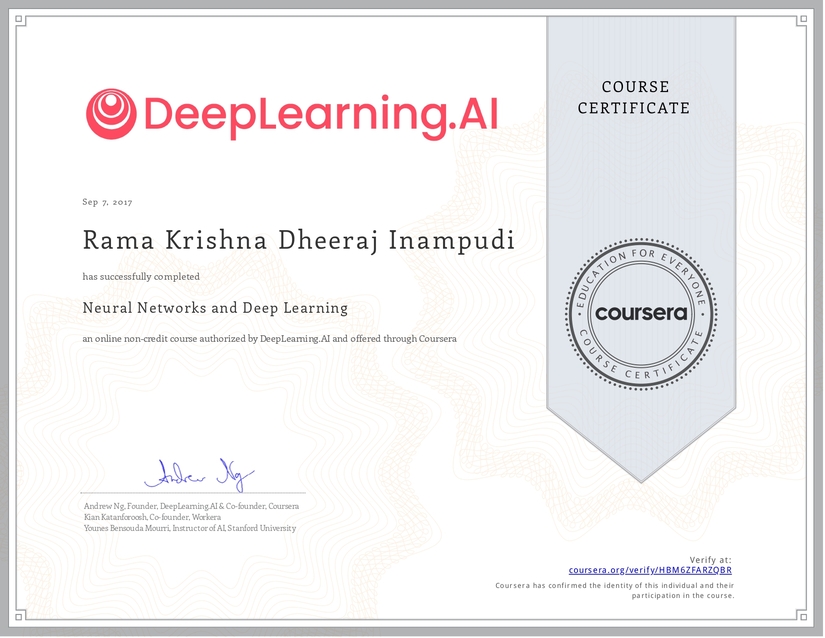 DeepLearning.AI
COURSE
CERTIFICATE
Sep 7, 2017
Rama Krishna Dheeraj Inampudi
has successfully completed
Neural Networks and Deep Learning
an online non-credit course authorized by DeepLearning.AI and offered through Coursera
EDUCATION FOR EVERYONE
coursera
COURSE CERTIFICATE
Andrew Ng
Andrew Ng, Founder, DeepLearning.AI & Co-founder, Coursera
Kian Katanforoosh, Co-founder, Workera
Younes Bensouda Mourri, Instructor of AI, Stanford University
Verify at:
coursera.org/verify/HBM6ZFARZQBR
Coursera has confirmed the identity of this individual and their
participation in the course.